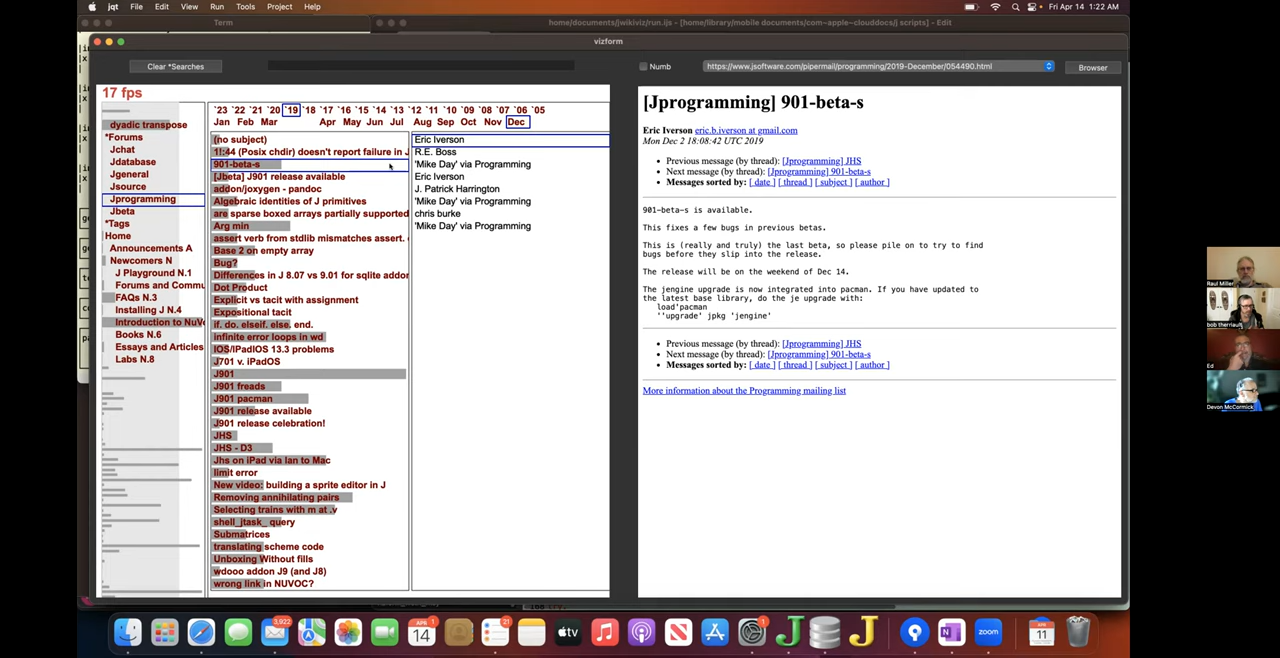 jqt File Edit View Run Tools Project Help
Fri Apr 14 1:22 AM
Term
home/documents/jwikiviz/run.ijs - [home/library/mobile documents/com~apple~clouddocs/j scripts] - Edit
vizform
Clear *Searches
Numb
https://www.jsoftware.com/pipermail/programming/2019-December/054490.html
Browser
17 fps
dyadic transpose
*Forums
Jchat
Jdatabase
Jgeneral
Jsource
Jprogramming
Jbeta
*Tags
Home
Announcements A
Newcomers N
J Playground N.1
Forums and Commu
FAQs N.3
Installing J N.4
Introduction to NuVo
Books N.6
Essays and Articles
Labs N.8
'23 '22 '21 '20 '19 '18 '17 '16 '15 '14 '13 '12 '11 '10 '09 '08 '07 '06 '05
Jan Feb Mar Apr May Jun Jul Aug Sep Oct Nov Dec
(no subject)
1!:44 (Posix chdir) doesn't report failure in J
901-beta-s
[Jbeta] J901 release available
addon/joxygen - pandoc
Algebraic identities of J primitives
are sparse boxed arrays partially supported
Arg min
assert verb from stdlib mismatches assert.
Base 2 on empty array
Bug?
Differences in J 8.07 vs 9.01 for sqlite addon
Dot Product
Explicit vs tacit with assignment
Expositional tacit
if. do. elseif. else. end.
infinite error loops in wd
IOS/IPadIOS 13.3 problems
J701 v. iPadOS
J901
J901 freads
J901 pacman
J901 release available
J901 release celebration!
JHS
JHS - D3
Jhs on iPad via lan to Mac
limit error
New video: building a sprite editor in J
Removing annihilating pairs
Selecting trains with m at .v
shell_jtask_ query
Submatrices
translating scheme code
Unboxing Without fills
wdooo addon J9 (and J8)
wrong link in NUVOC?
Eric Iverson
R.E. Boss
'Mike Day' via Programming
Eric Iverson
J. Patrick Harrington
'Mike Day' via Programming
chris burke
'Mike Day' via Programming
[Jprogramming] 901-beta-s
Eric Iverson eric.b.iverson at gmail.com
Mon Dec 2 18:08:42 UTC 2019
Previous message (by thread): [Jprogramming] JHS
Next message (by thread): [Jprogramming] 901-beta-s
Messages sorted by: [ date ] [ thread ] [ subject ] [ author ]
901-beta-s is available.
This fixes a few bugs in previous betas.
This is (really and truly) the last beta, so please pile on to try to find
bugs before they slip into the release.
The release will be on the weekend of Dec 14.
The jengine upgrade is now integrated into pacman. If you have updated to
the latest base library, do the je upgrade with:
load'pacman
''upgrade' jpkg 'jengine'
Previous message (by thread): [Jprogramming] JHS
Next message (by thread): [Jprogramming] 901-beta-s
Messages sorted by: [ date ] [ thread ] [ subject ] [ author ]
More information about the Programming mailing list
Raul Miller
bob therriault
Ed
Devon McCormick
3,922
APR
14
1
21
tv
1
zoom
APR
11